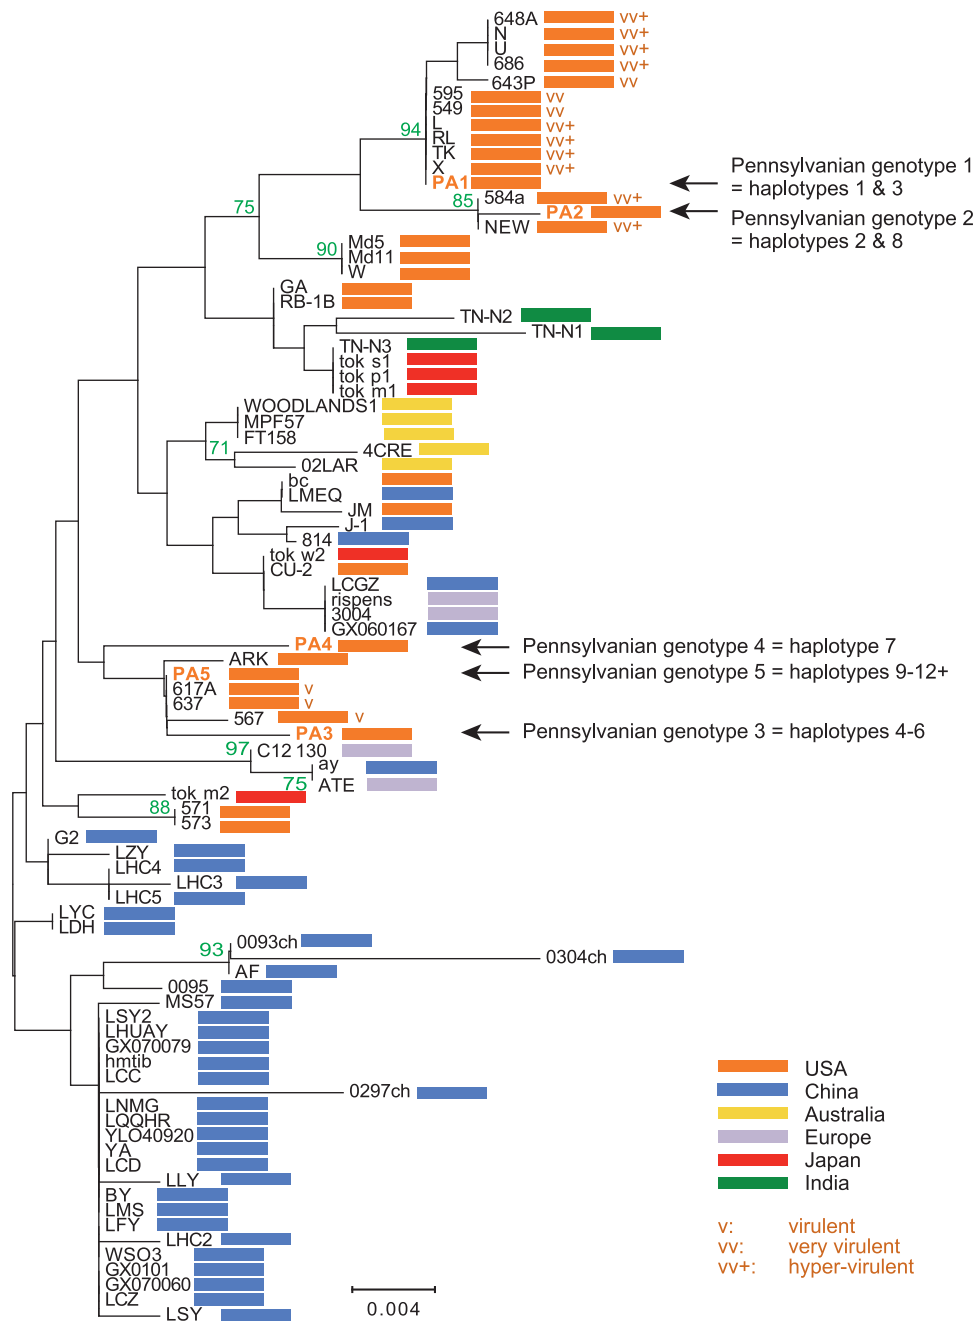 648A vv+
N vv+
U vv+
686 vv+
643P vv
595 vv
549 vv
L vv+
94
RL vv+
TK vv+
X vv+
PA1
Pennsylvanian genotype 1
= haplotypes 1 & 3
584a vv+
85
75
PA2
Pennsylvanian genotype 2
= haplotypes 2 & 8
NEW vv+
Md5
90
Md11
W
GA
RB-1B
TN-N2
TN-N1
TN-N3
tok s1
tok p1
tok m1
WOODLANDS1
MPF57
FT158
71
4CRE
02LAR
bc
LMEQ
JM
J-1
814
tok w2
CU-2
LCGZ
rispens
3004
GX060167
PA4
Pennsylvanian genotype 4 = haplotype 7
ARK
PA5
Pennsylvanian genotype 5 = haplotypes 9-12+
617A v
637 v
567 v
PA3
Pennsylvanian genotype 3 = haplotypes 4-6
97
C12 130
ay
75
ATE
tok m2
88
571
573
G2
LZY
LHC4
LHC3
LHC5
LYC
LDH
0093ch
93
0304ch
AF
0095
MS57
LSY2
LHUAY
GX070079
hmtib
LCC
0297ch
LNMG
LQQHR
YLO40920
YA
LCD
LLY
BY
LMS
LFY
LHC2
WSO3
GX0101
GX070060
LCZ
LSY
0.004
USA
China
Australia
Europe
Japan
India
v: virulent
vv: very virulent
vv+: hyper-virulent